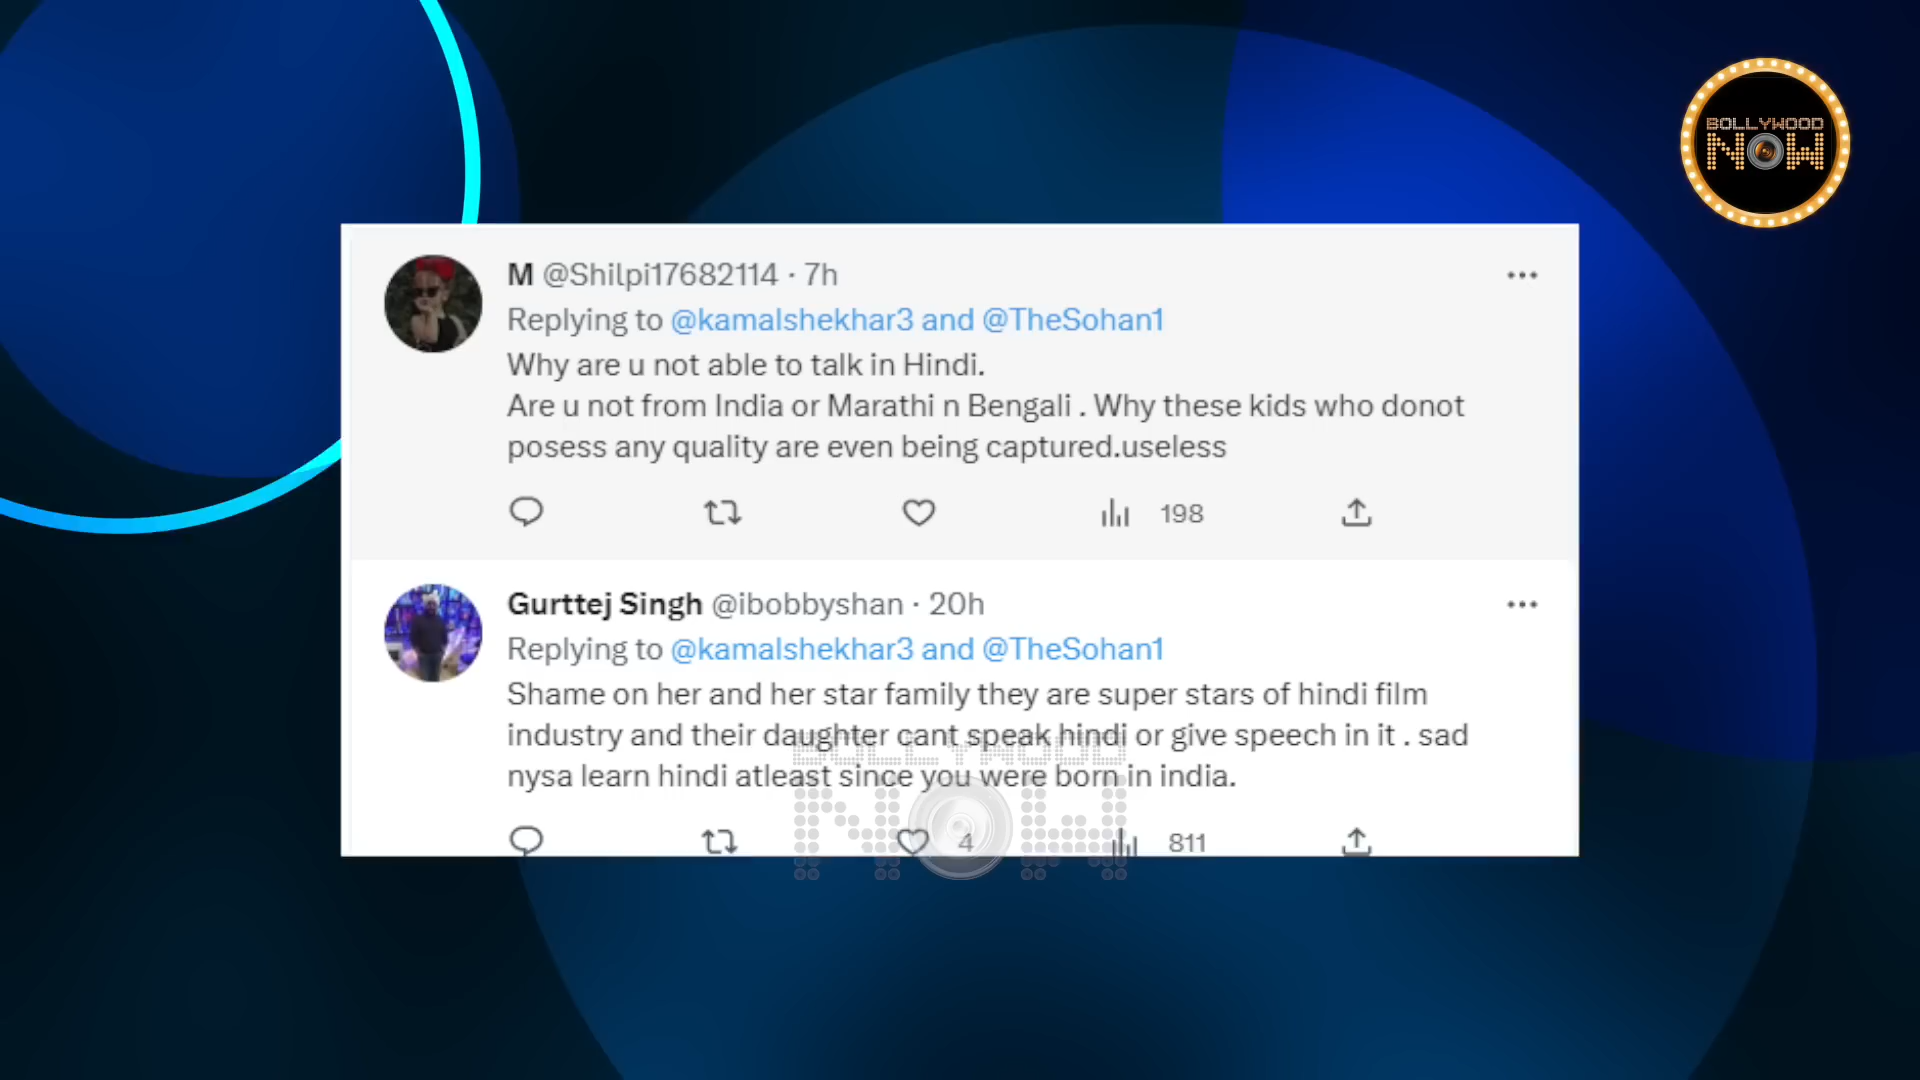 BOLLYWOOD
NOW
M @Shilpi17682114 · 7h
Replying to @kamalshekhar3 and @TheSohan1
Why are u not able to talk in Hindi.
Are u not from India or Marathi n Bengali . Why these kids who donot
posess any quality are even being captured.useless
198
Gurttej Singh @ibobbyshan · 20h
Replying to @kamalshekhar3 and @TheSohan1
Shame on her and her star family they are super stars of hindi film
industry and their daughter cant speak hindi or give speech in it . sad
nysa learn hindi atleast since you were born in india.
4 811
BOLLYWOOD
NOW